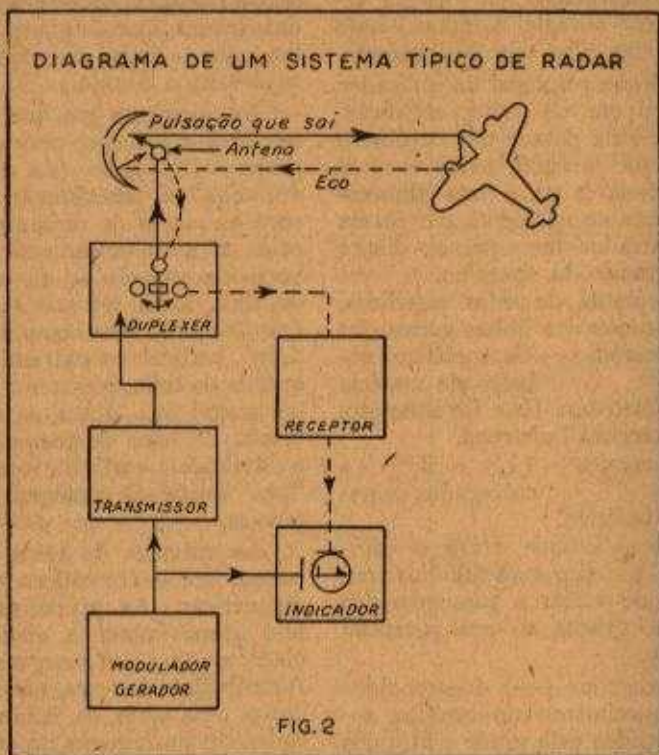 DIAGRAMA DE UM SISTEMA TÍPICO DE RADAR
Pulsação que sai
Antena
Eco
DUPLEXER
RECEPTOR
TRANSMISSOR
INDICADOR
MODULADOR
GERADOR
FIG. 2